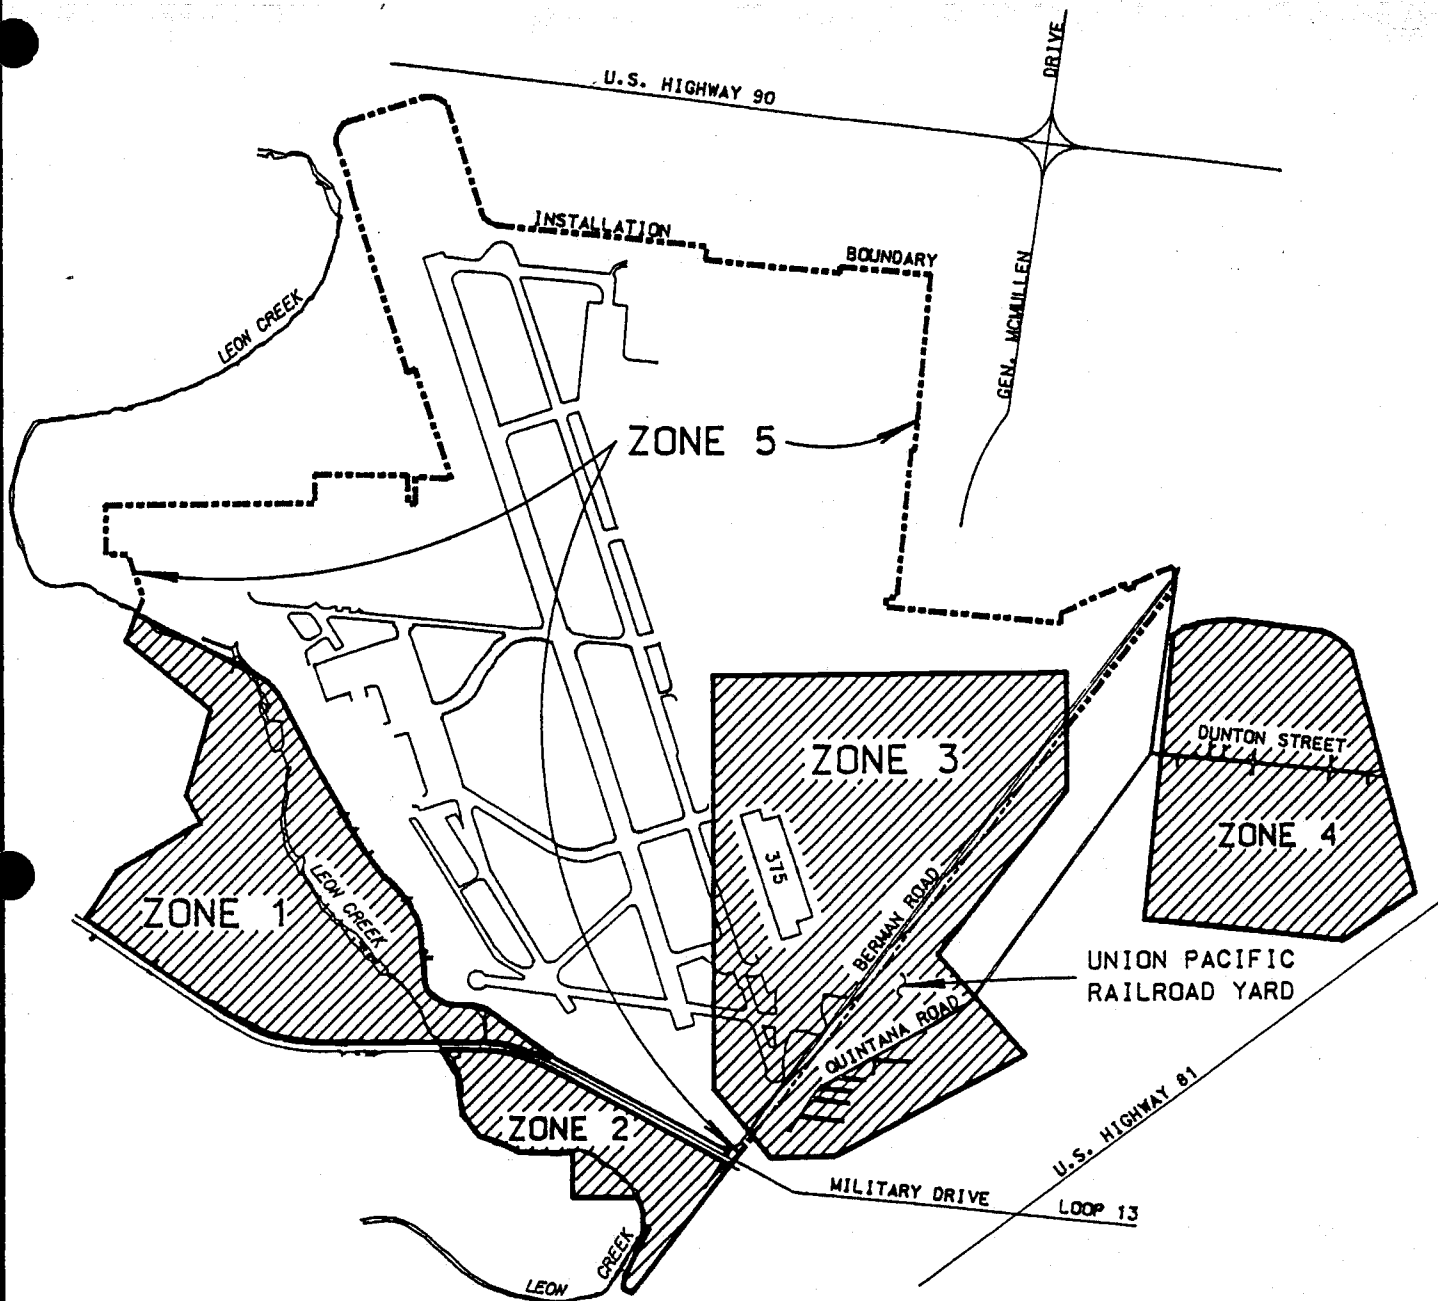 DRIVE
U.S. HIGHWAY 90
INSTALLATION
BOUNDARY
GEN. MCMULLEN
LEON CREEK
ZONE 5
ZONE 3
DUNTON STREET
ZONE 4
375
LEON CREEK
ZONE 1
BERMAN ROAD
UNION PACIFIC
RAILROAD YARD
QUINTANA ROAD
ZONE 2
U.S. HIGHWAY 81
MILITARY DRIVE
LOOP 13
LEON
CREEK